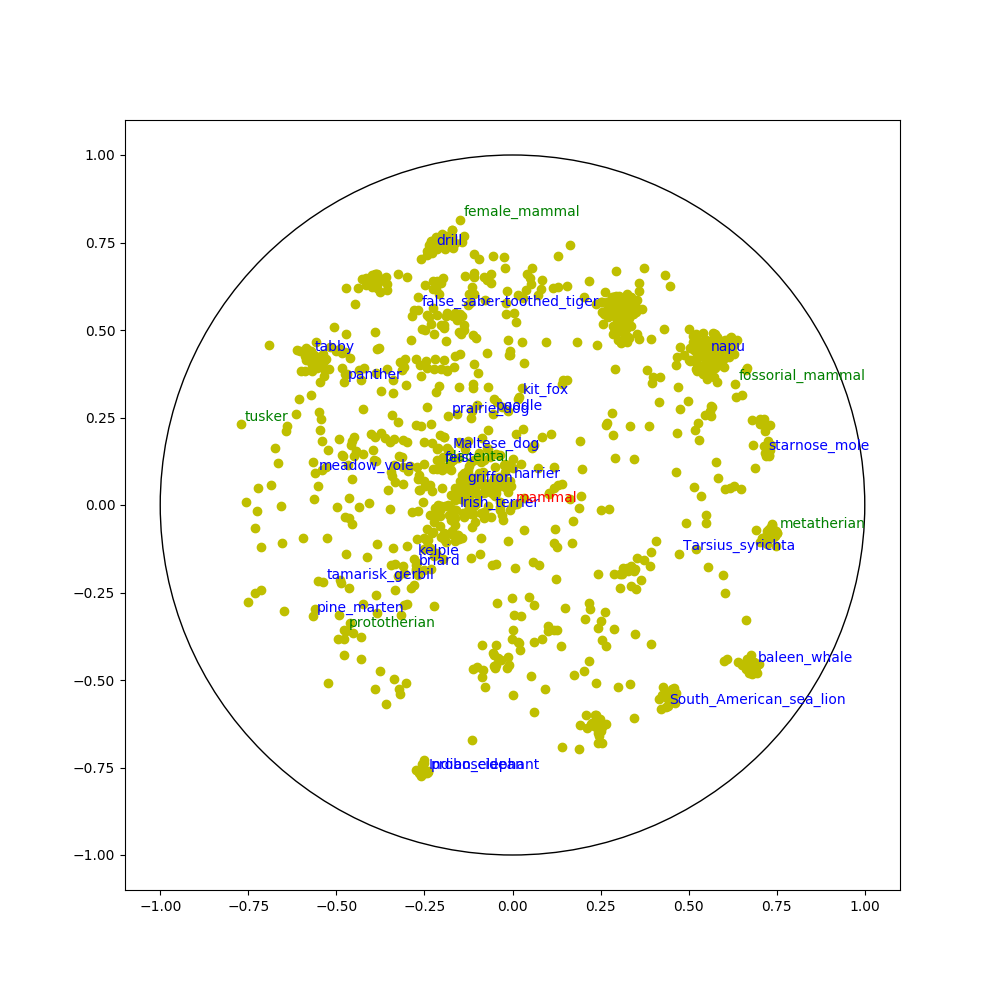 1.00
female_mammal
0.75
drill
false_saber-toothed_tiger
0.50
tabby
napu
panther
fossorial_mammal
kit_fox
poodle
prairie_dog
0.25
tusker
Maltese_dog
starnose_mole
placental
meadow_vole
griffon
harrier
mammal
0.00
Irish_terrier
metatherian
Tarsius_syrichta
kelpie
briard
tamarisk_gerbil
−0.25
pine_marten
prototherian
baleen_whale
−0.50
South_American_sea_lion
−0.75
Indian_elephant
−1.00
−1.00 −0.75 −0.50 −0.25 0.00 0.25 0.50 0.75 1.00